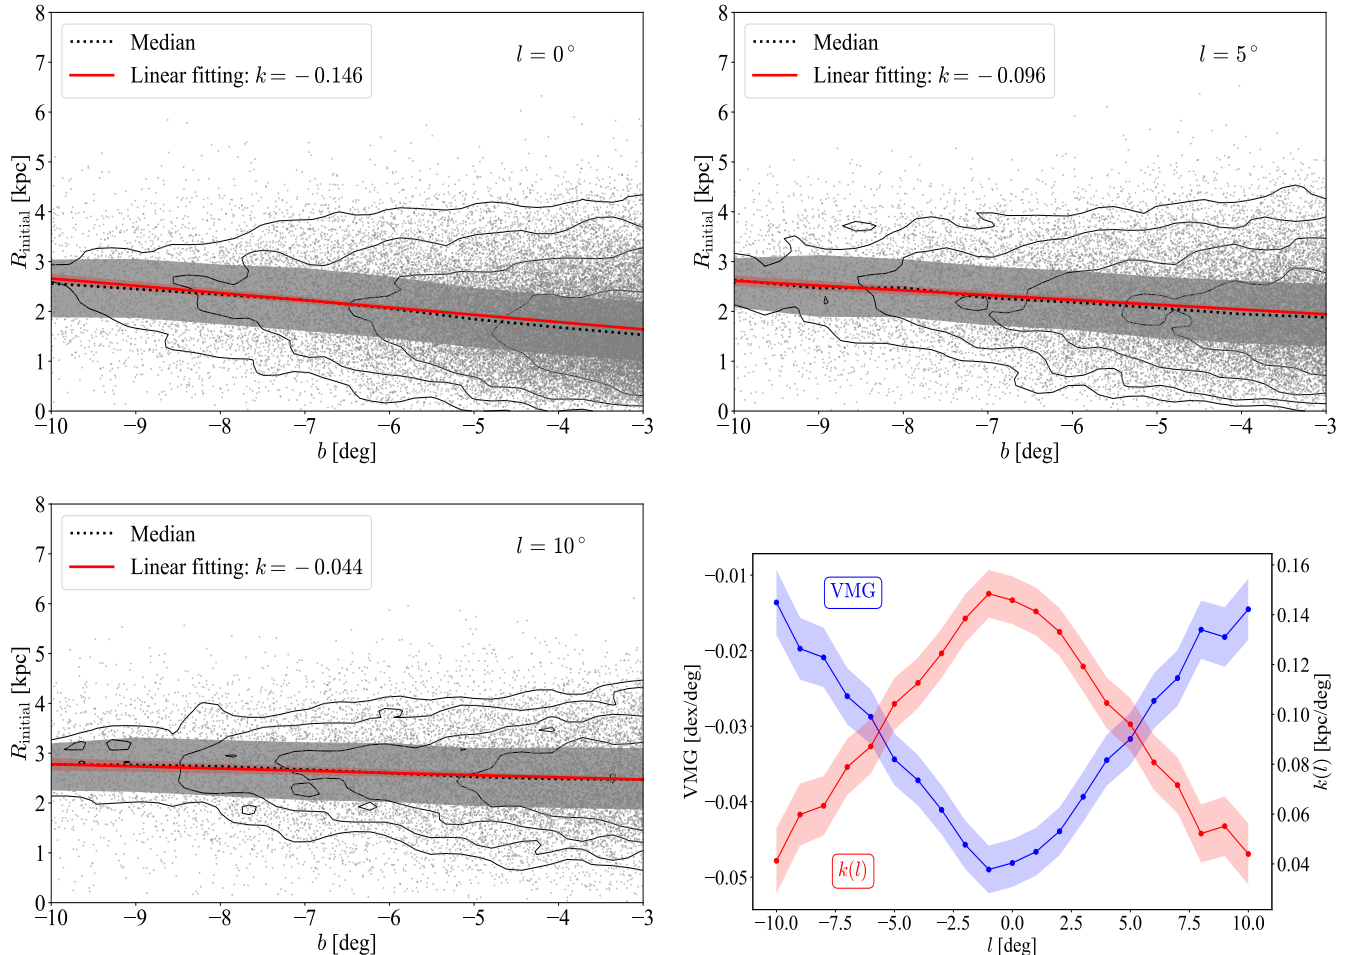 Median
Linear fitting: k = −0.146
l = 0°
8
7
6
5
4
3
2
1
0
R_initial [kpc]
−10 −9 −8 −7 −6 −5 −4 −3
b [deg]
Median
Linear fitting: k = −0.096
l = 5°
8
7
6
5
4
3
2
1
0
R_initial [kpc]
−10 −9 −8 −7 −6 −5 −4 −3
b [deg]
Median
Linear fitting: k = −0.044
l = 10°
8
7
6
5
4
3
2
1
0
R_initial [kpc]
−10 −9 −8 −7 −6 −5 −4 −3
b [deg]
VMG
k(l)
−0.01
−0.02
−0.03
−0.04
−0.05
VMG [dex/deg]
0.16
0.14
0.12
0.10
0.08
0.06
0.04
k(l) [kpc/deg]
−10.0 −7.5 −5.0 −2.5 0.0 2.5 5.0 7.5 10.0
l [deg]